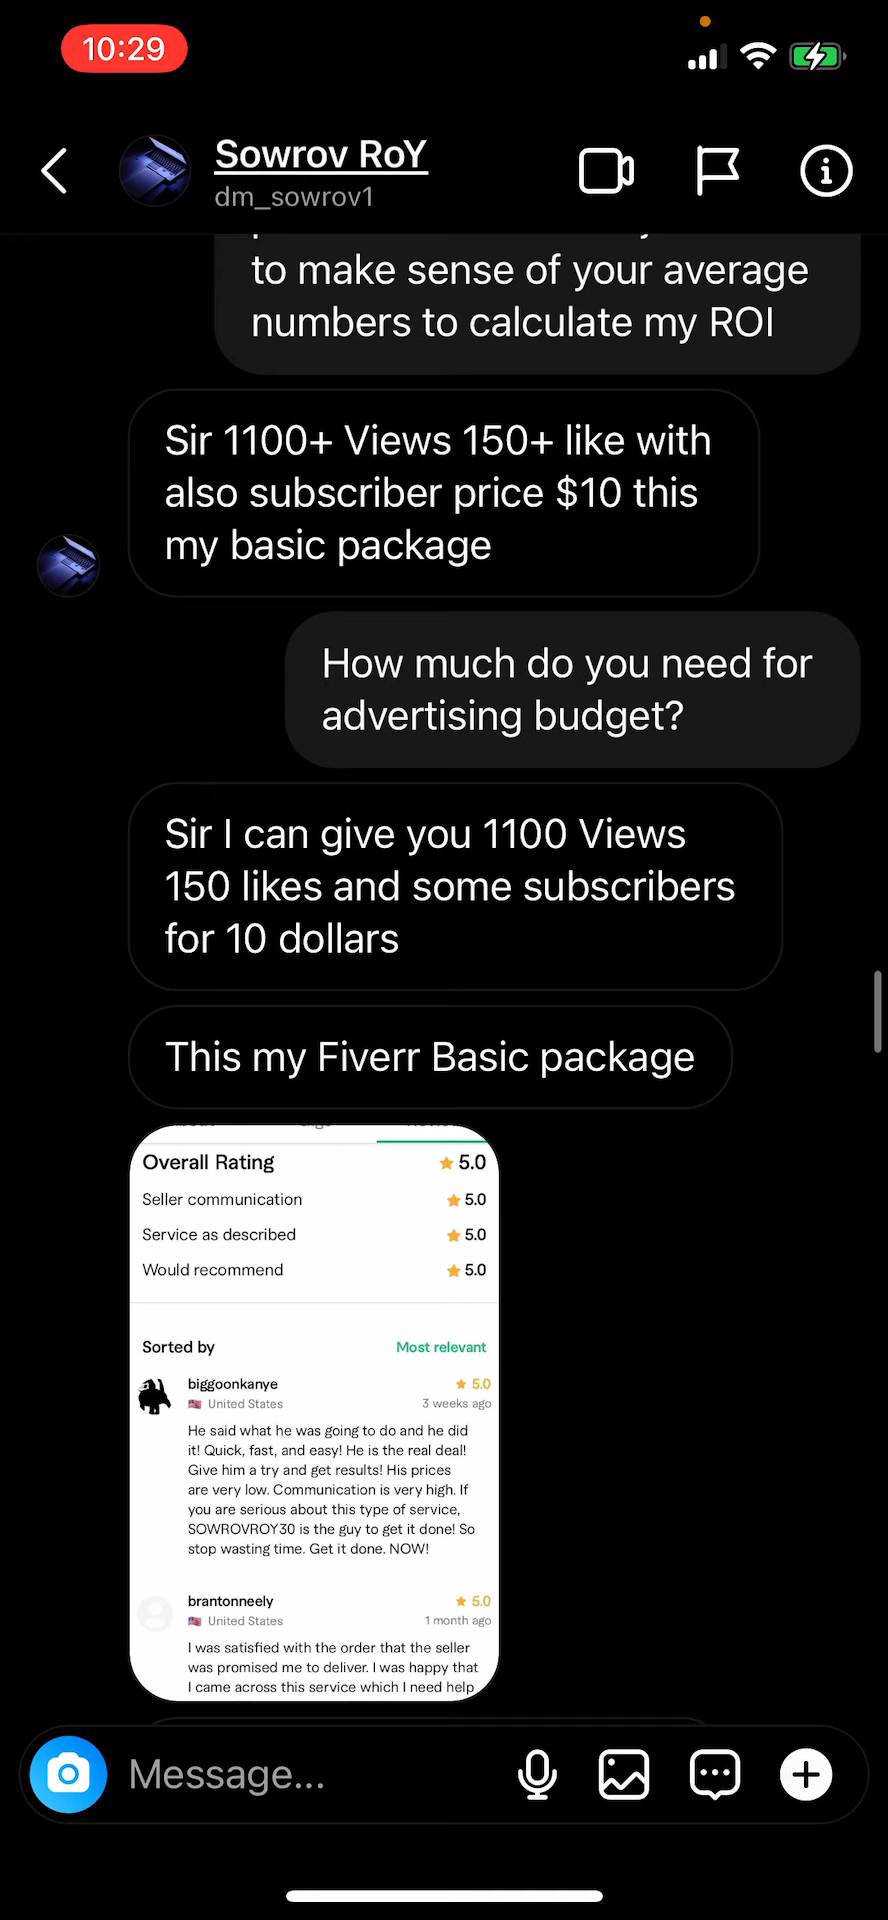 10:29
Sowrov RoY
dm_sowrov1
to make sense of your average
numbers to calculate my ROI
Sir 1100+ Views 150+ like with
also subscriber price $10 this
my basic package
How much do you need for
advertising budget?
Sir I can give you 1100 Views
150 likes and some subscribers
for 10 dollars
This my Fiverr Basic package
Overall Rating 5.0
Seller communication 5.0
Service as described 5.0
Would recommend 5.0
Sorted by Most relevant
biggoonkanye 5.0
United States 3 weeks ago
He said what he was going to do and he did
it! Quick, fast, and easy! He is the real deal!
Give him a try and get results! His prices
are very low. Communication is very high. If
you are serious about this type of service,
SOWROVROY30 is the guy to get it done! So
stop wasting time. Get it done. NOW!
brantonneely 5.0
United States 1 month ago
I was satisfied with the order that the seller
was promised me to deliver. I was happy that
I came across this service which I need help
Message...